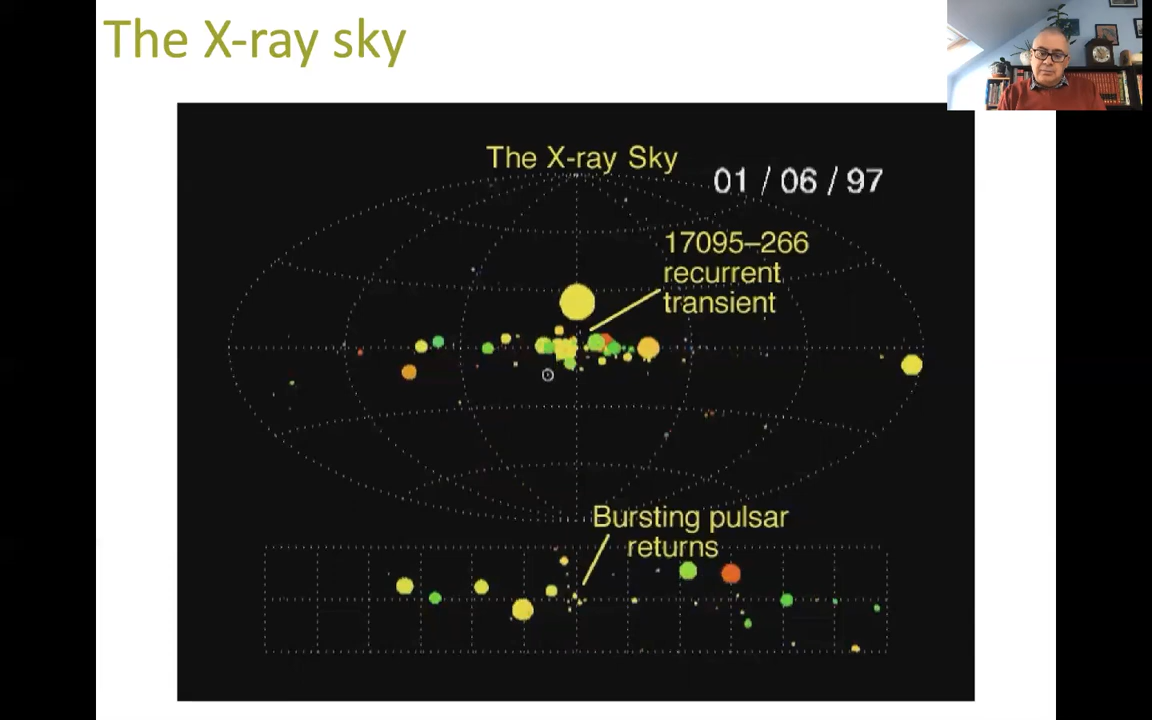 The X-ray sky
The X-ray Sky
01 / 06 / 97
17095–266
recurrent
transient
Bursting pulsar
returns